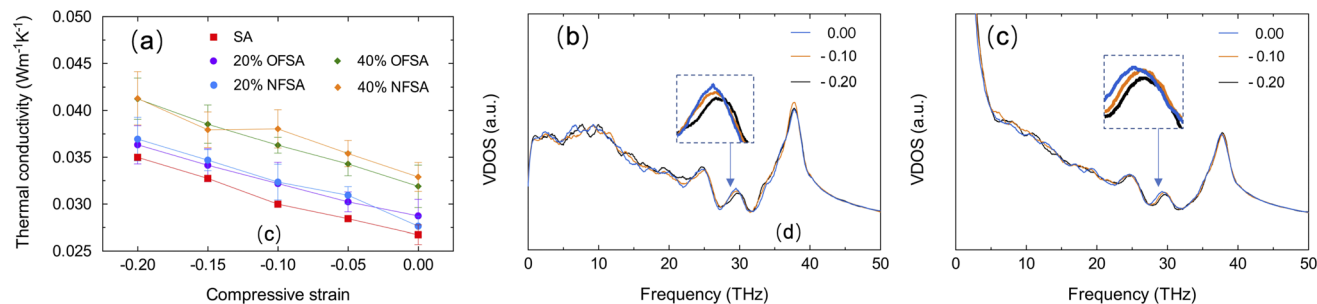 (a)
SA
20% OFSA
20% NFSA
40% OFSA
40% NFSA
Thermal conductivity (Wm⁻¹K⁻¹)
0.050
0.045
0.040
0.035
0.030
0.025
(c)
-0.20
-0.15
-0.10
-0.05
0.00
Compressive strain
(b)
0.00
-0.10
-0.20
VDOS (a.u.)
(d)
0
10
20
30
40
50
Frequency (THz)
(c)
0.00
-0.10
-0.20
VDOS (a.u.)
0
10
20
30
40
50
Frequency (THz)